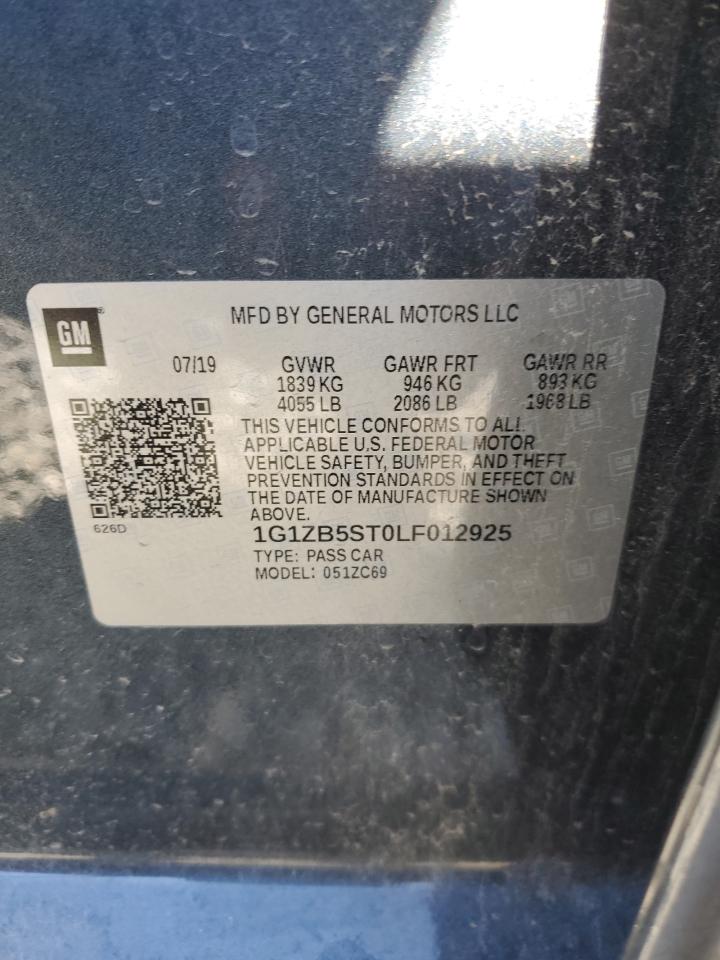 GM
MFD BY GENERAL MOTORS LLC
07/19 GVWR GAWR FRT GAWR RR
1839 KG 946 KG 893 KG
4055 LB 2086 LB 1968 LB
THIS VEHICLE CONFORMS TO ALL
APPLICABLE U.S. FEDERAL MOTOR
VEHICLE SAFETY, BUMPER, AND THEFT
PREVENTION STANDARDS IN EFFECT ON
THE DATE OF MANUFACTURE SHOWN
ABOVE.
626D
1G1ZB5ST0LF012925
TYPE: PASS CAR
MODEL: 051ZC69